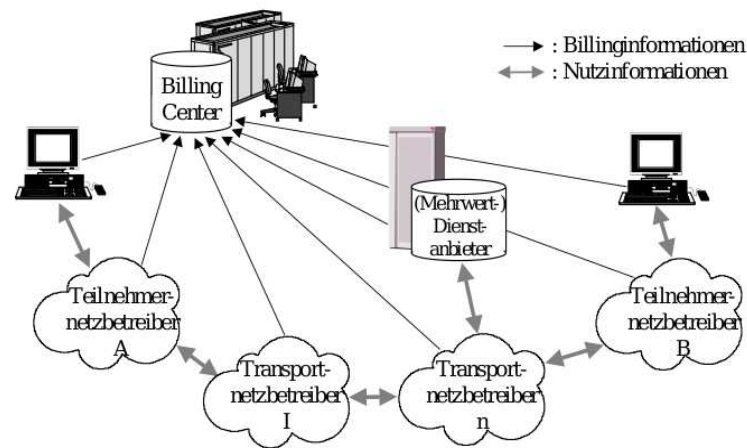 : Billinginformationen
: Nutzinformationen
Billing
Center
(Mehrwert-)
Dienst-
anbieter
Teilnehmer-
netzbetreiber
A
Teilnehmer-
netzbetreiber
B
Transport-
netzbetreiber
I
Transport-
netzbetreiber
n